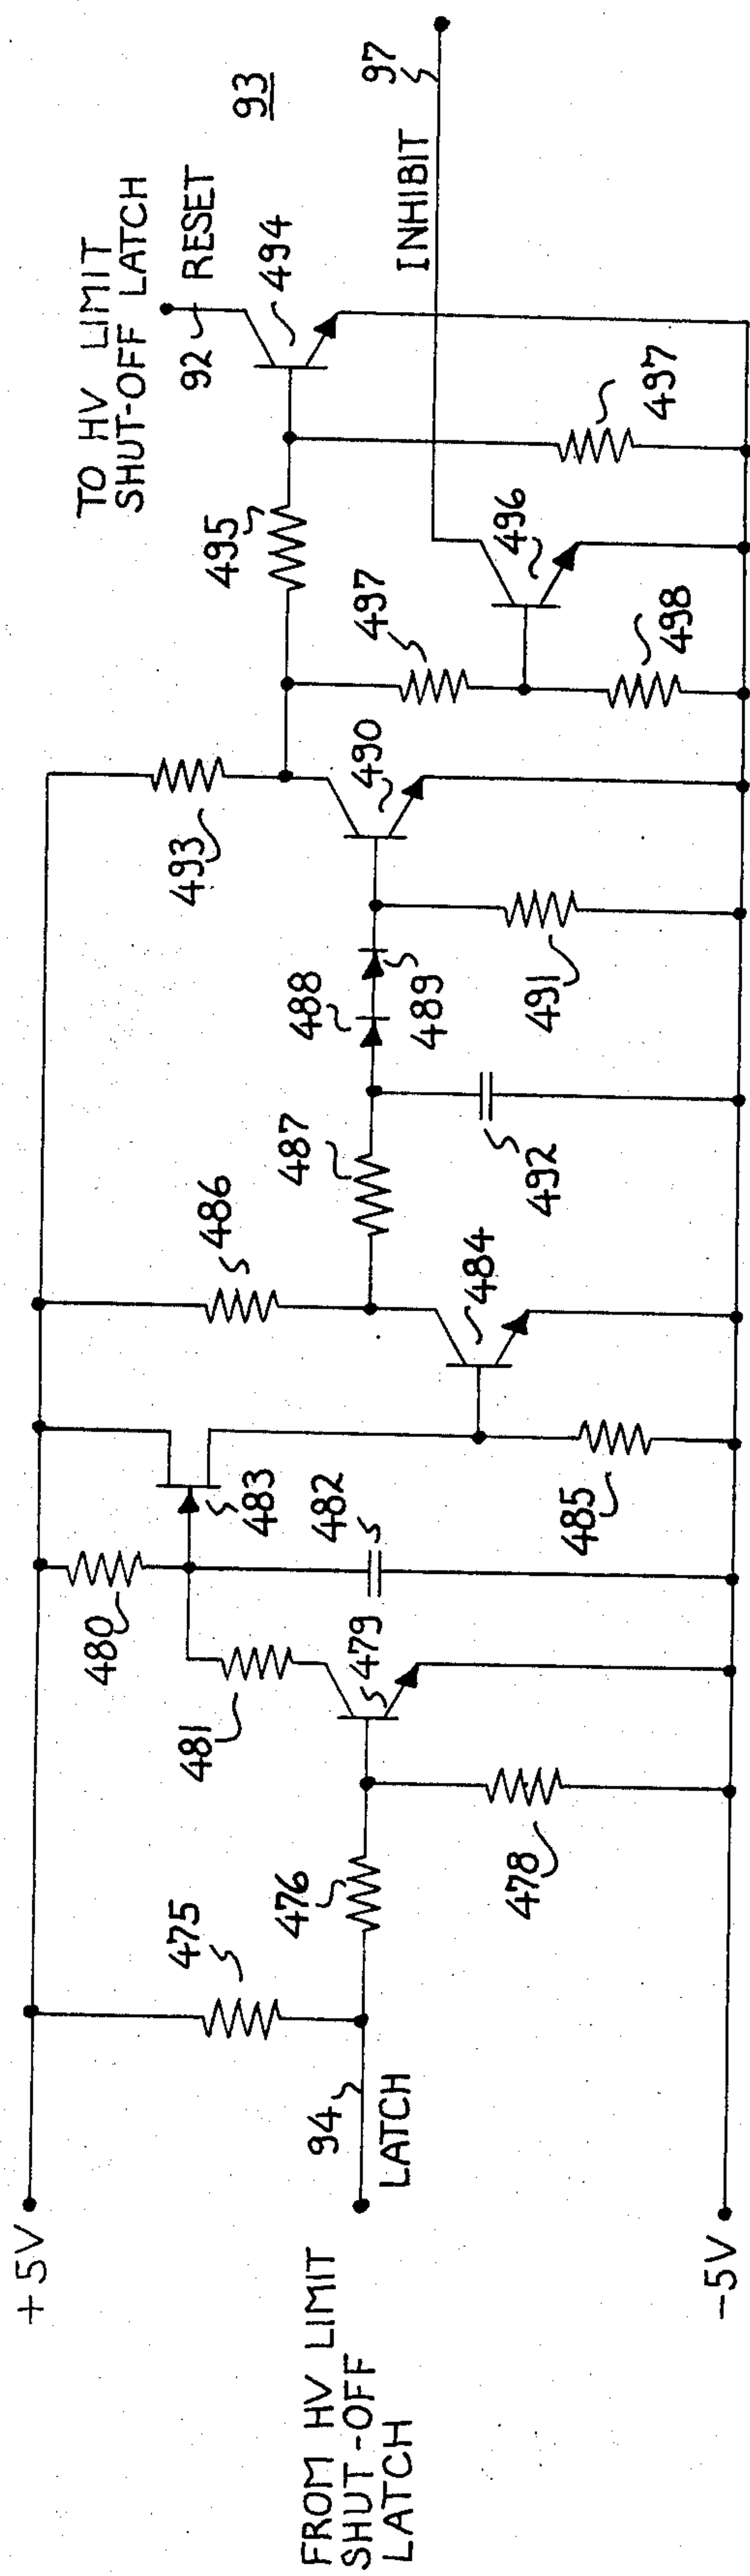 +5V
FROM HV LIMIT
SHUT-OFF
LATCH
94
LATCH
-5V
475
476
478
479
480
481
482
483
484
485
486
487
488
489
490
491
492
493
495
497
496
498
497
TO HV LIMIT
SHUT-OFF LATCH
92
RESET
494
INHIBIT
97
93